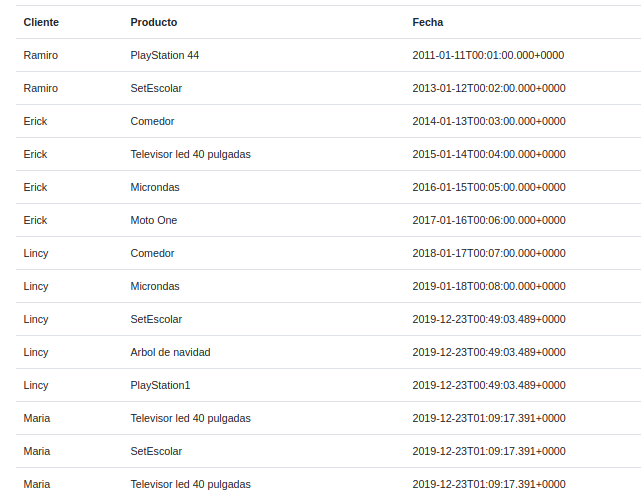 Cliente Producto Fecha
Ramiro PlayStation 44 2011-01-11T00:01:00.000+0000
Ramiro SetEscolar 2013-01-12T00:02:00.000+0000
Erick Comedor 2014-01-13T00:03:00.000+0000
Erick Televisor led 40 pulgadas 2015-01-14T00:04:00.000+0000
Erick Microndas 2016-01-15T00:05:00.000+0000
Erick Moto One 2017-01-16T00:06:00.000+0000
Lincy Comedor 2018-01-17T00:07:00.000+0000
Lincy Microndas 2019-01-18T00:08:00.000+0000
Lincy SetEscolar 2019-12-23T00:49:03.489+0000
Lincy Arbol de navidad 2019-12-23T00:49:03.489+0000
Lincy PlayStation1 2019-12-23T00:49:03.489+0000
Maria Televisor led 40 pulgadas 2019-12-23T01:09:17.391+0000
Maria SetEscolar 2019-12-23T01:09:17.391+0000
Maria Televisor led 40 pulgadas 2019-12-23T01:09:17.391+0000